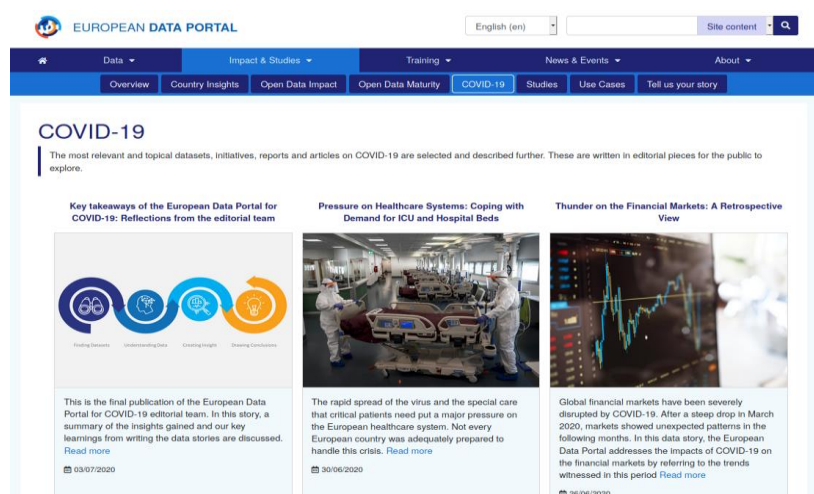 EUROPEAN DATA PORTAL
English (en)
Site content
Data
Impact & Studies
Training
News & Events
About
Overview
Country Insights
Open Data Impact
Open Data Maturity
COVID-19
Studies
Use Cases
Tell us your story
COVID-19
The most relevant and topical datasets, initiatives, reports and articles on COVID-19 are selected and described further. These are written in editorial pieces for the public to
explore.
Key takeaways of the European Data Portal for
COVID-19: Reflections from the editorial team
Finding Datasets
Understanding Data
Creating Insight
Drawing Conclusions
This is the final publication of the European Data
Portal for COVID-19 editorial team. In this story, a
summary of the insights gained and our key
learnings from writing the data stories are discussed.
Read more
03/07/2020
Pressure on Healthcare Systems: Coping with
Demand for ICU and Hospital Beds
The rapid spread of the virus and the special care
that critical patients need put a major pressure on
the European healthcare system. Not every
European country was adequately prepared to
handle this crisis. Read more
30/06/2020
Thunder on the Financial Markets: A Retrospective
View
Global financial markets have been severely
disrupted by COVID-19. After a steep drop in March
2020, markets showed unexpected patterns in the
following months. In this data story, the European
Data Portal addresses the impacts of COVID-19 on
the financial markets by referring to the trends
witnessed in this period Read more
26/06/2020